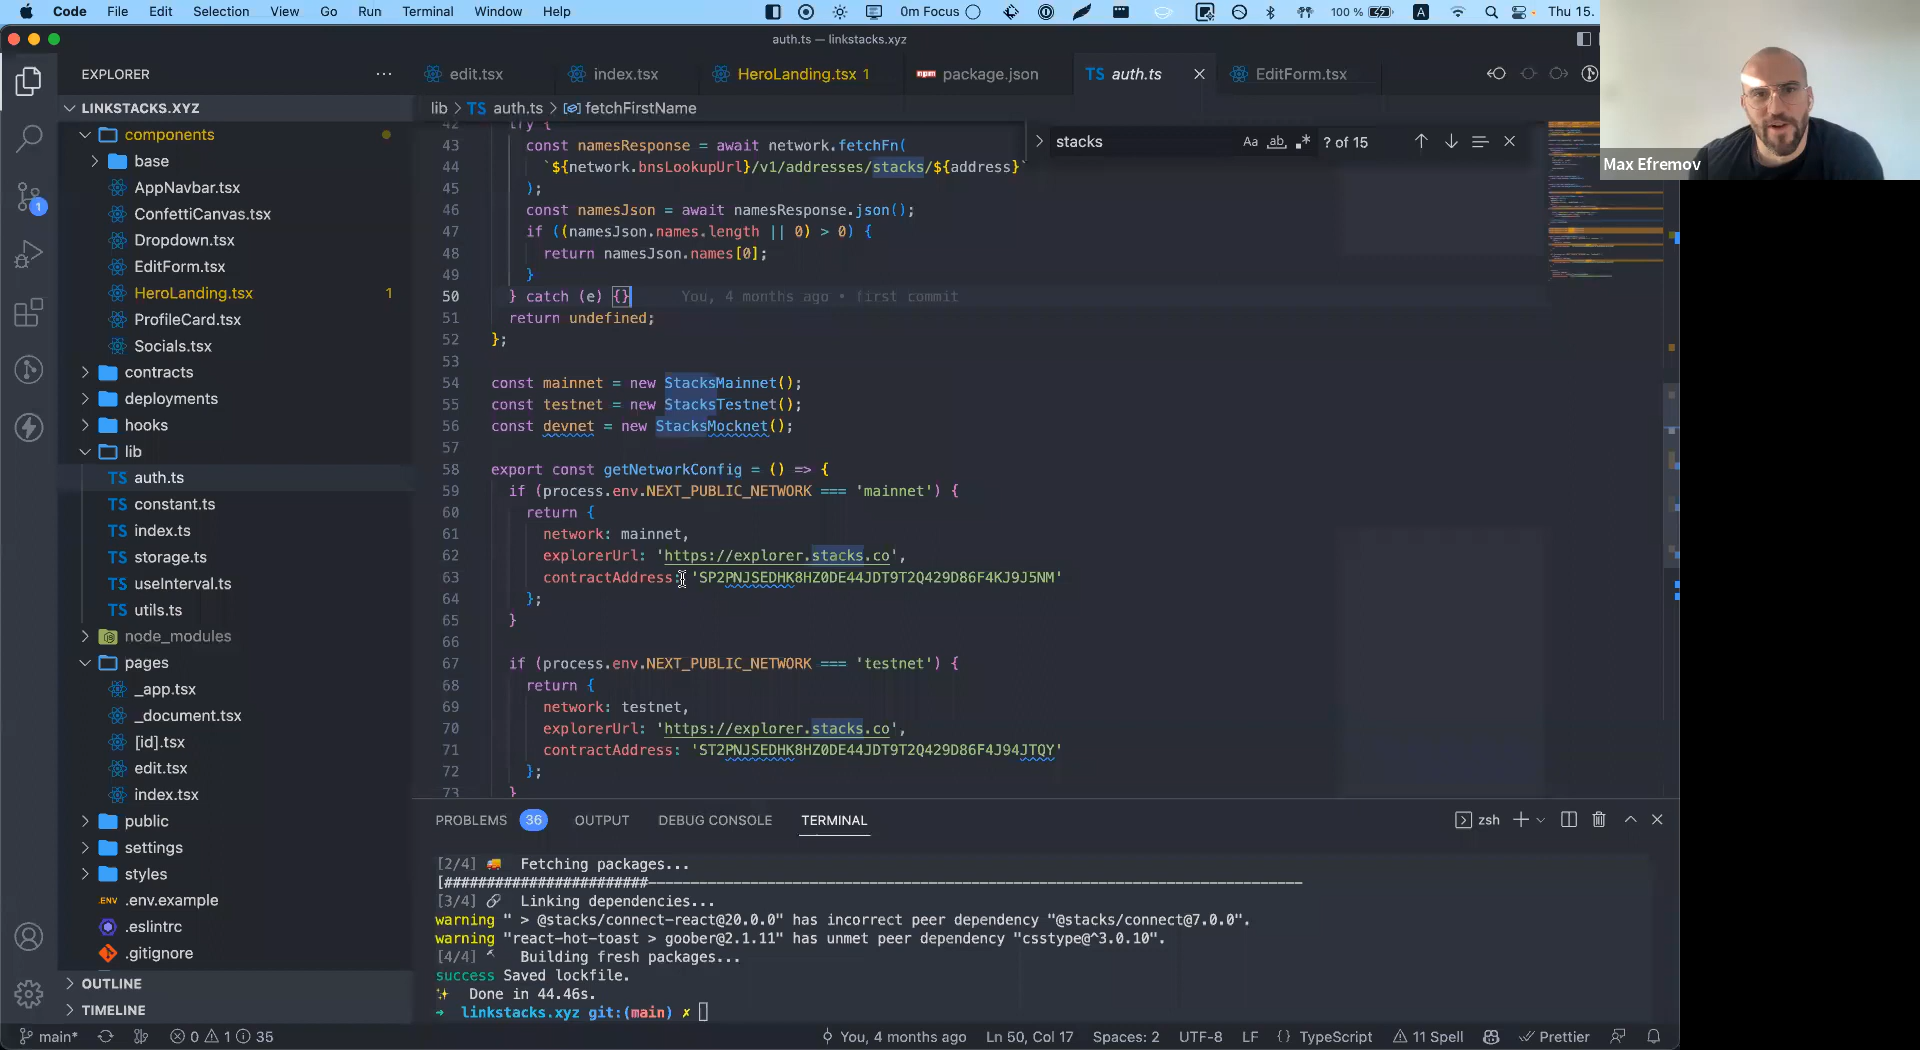 Code File Edit Selection View Go Run Terminal Window Help 0m Focus 100 % A Thu 15.
auth.ts — linkstacks.xyz
EXPLORER
edit.tsx index.tsx HeroLanding.tsx 1 package.json TS auth.ts EditForm.tsx
LINKSTACKS.XYZ
lib > TS auth.ts > fetchFirstName
components
base
AppNavbar.tsx
ConfettiCanvas.tsx
Dropdown.tsx
EditForm.tsx
HeroLanding.tsx 1
ProfileCard.tsx
Socials.tsx
contracts
deployments
hooks
lib
TS auth.ts
TS constant.ts
TS index.ts
TS storage.ts
TS useInterval.ts
TS utils.ts
node_modules
pages
_app.tsx
_document.tsx
[id].tsx
edit.tsx
index.tsx
public
settings
styles
.ENV .env.example
.eslintrc
.gitignore
OUTLINE
TIMELINE
1
stacks Aa ab ? of 15
42 try {
43 const namesResponse = await network.fetchFn(
44 `${network.bnsLookupUrl}/v1/addresses/stacks/${address}`
45 );
46 const namesJson = await namesResponse.json();
47 if ((namesJson.names.length || 0) > 0) {
48 return namesJson.names[0];
49 }
50 } catch (e) {} You, 4 months ago • first commit
51 return undefined;
52 };
53
54 const mainnet = new StacksMainnet();
55 const testnet = new StacksTestnet();
56 const devnet = new StacksMocknet();
57
58 export const getNetworkConfig = () => {
59 if (process.env.NEXT_PUBLIC_NETWORK === 'mainnet') {
60 return {
61 network: mainnet,
62 explorerUrl: 'https://explorer.stacks.co',
63 contractAddress: 'SP2PNJSEDHK8HZ0DE44JDT9T2Q429D86F4KJ9J5NM'
64 };
65 }
66
67 if (process.env.NEXT_PUBLIC_NETWORK === 'testnet') {
68 return {
69 network: testnet,
70 explorerUrl: 'https://explorer.stacks.co',
71 contractAddress: 'ST2PNJSEDHK8HZ0DE44JDT9T2Q429D86F4J94JTQY'
72 };
73 }
PROBLEMS 36 OUTPUT DEBUG CONSOLE TERMINAL zsh
[2/4] 🚚 Fetching packages...
[########################------------------------------------------------------------------------------
[3/4] 🔗 Linking dependencies...
warning " > @stacks/connect-react@20.0.0" has incorrect peer dependency "@stacks/connect@7.0.0".
warning "react-hot-toast > goober@2.1.11" has unmet peer dependency "csstype@^3.0.10".
[4/4] 🔨 Building fresh packages...
success Saved lockfile.
✨ Done in 44.46s.
→ linkstacks.xyz git:(main) ✗
main* 0 1 35 You, 4 months ago Ln 50, Col 17 Spaces: 2 UTF-8 LF {} TypeScript 11 Spell Prettier
Max Efremov